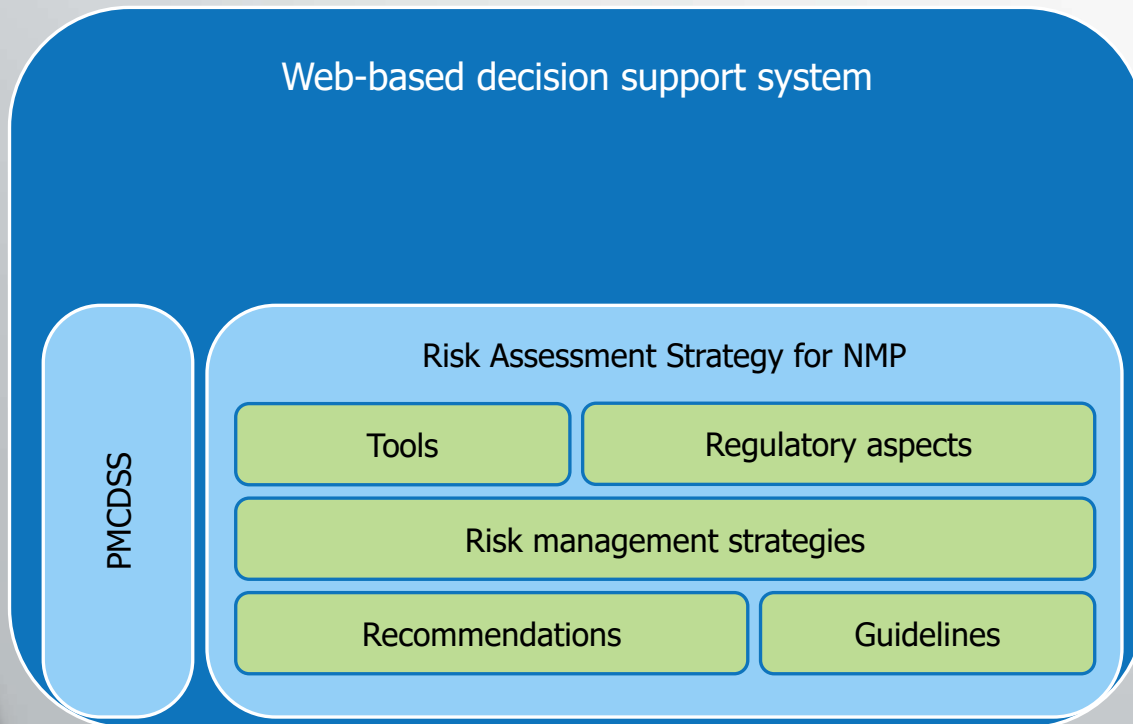 Web-based decision support system
PMCDSS
Risk Assessment Strategy for NMP
Tools
Regulatory aspects
Risk management strategies
Recommendations
Guidelines